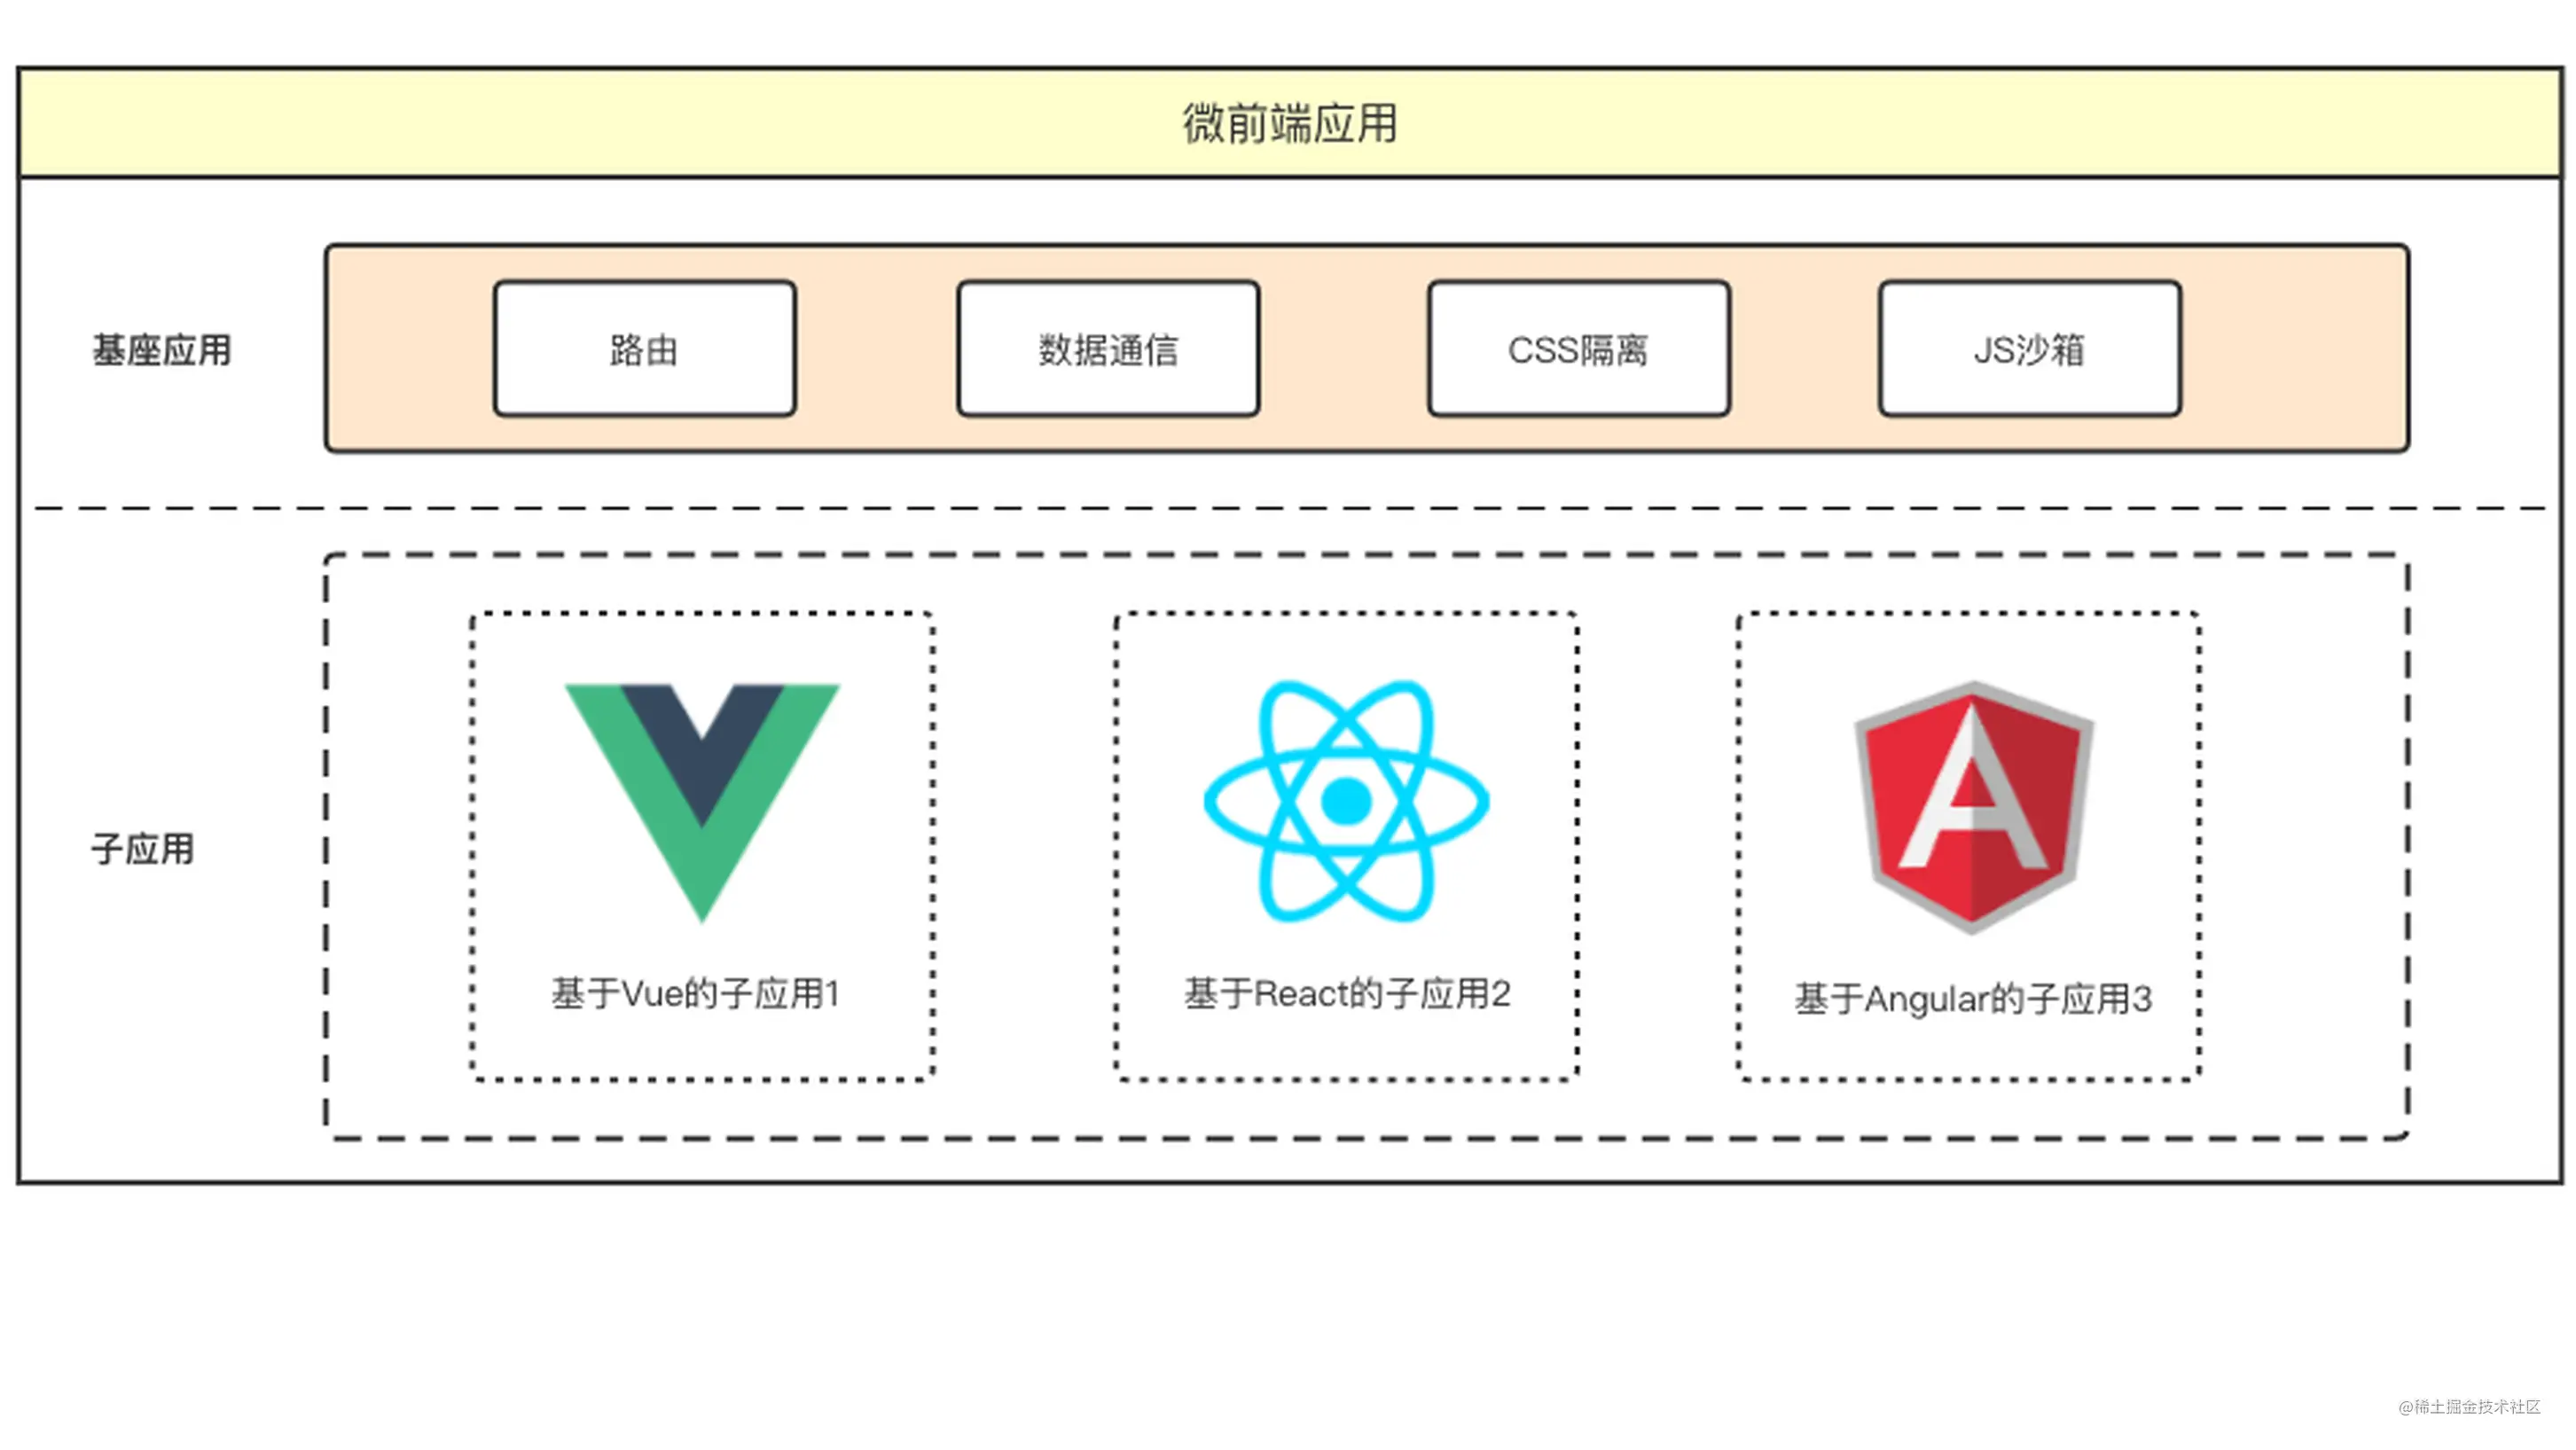 微前端应用
基座应用
路由
数据通信
CSS隔离
JS沙箱
子应用
基于Vue的子应用1
基于React的子应用2
基于Angular的子应用3
@稀土掘金技术社区